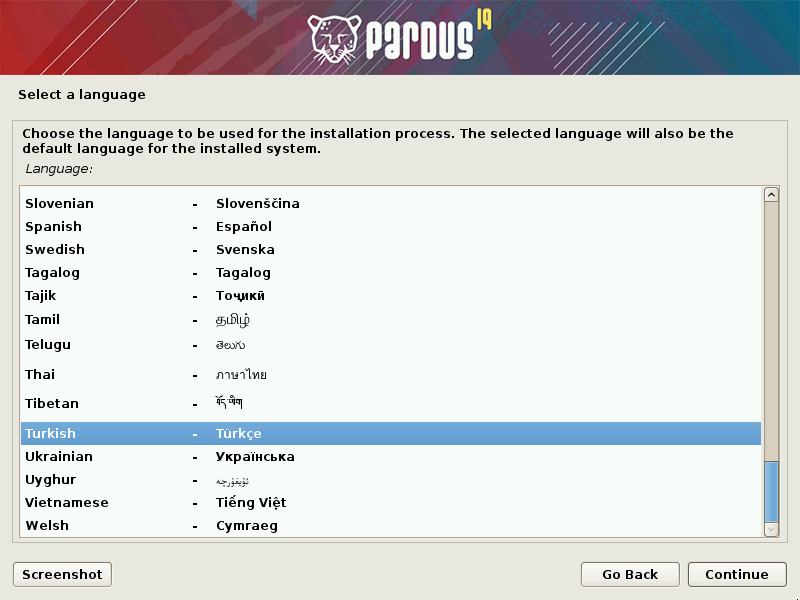 pardus 19
Select a language
Choose the language to be used for the installation process. The selected language will also be the
default language for the installed system.
Language:
Slovenian - Slovenščina
Spanish - Español
Swedish - Svenska
Tagalog - Tagalog
Tajik - Тоҷикӣ
Tamil - தமிழ்
Telugu - తెలుగు
Thai - ภาษาไทย
Tibetan - བོད་ཡིག
Turkish - Türkçe
Ukrainian - Українська
Uyghur - ئۇيغۇرچە
Vietnamese - Tiếng Việt
Welsh - Cymraeg
Screenshot Go Back Continue